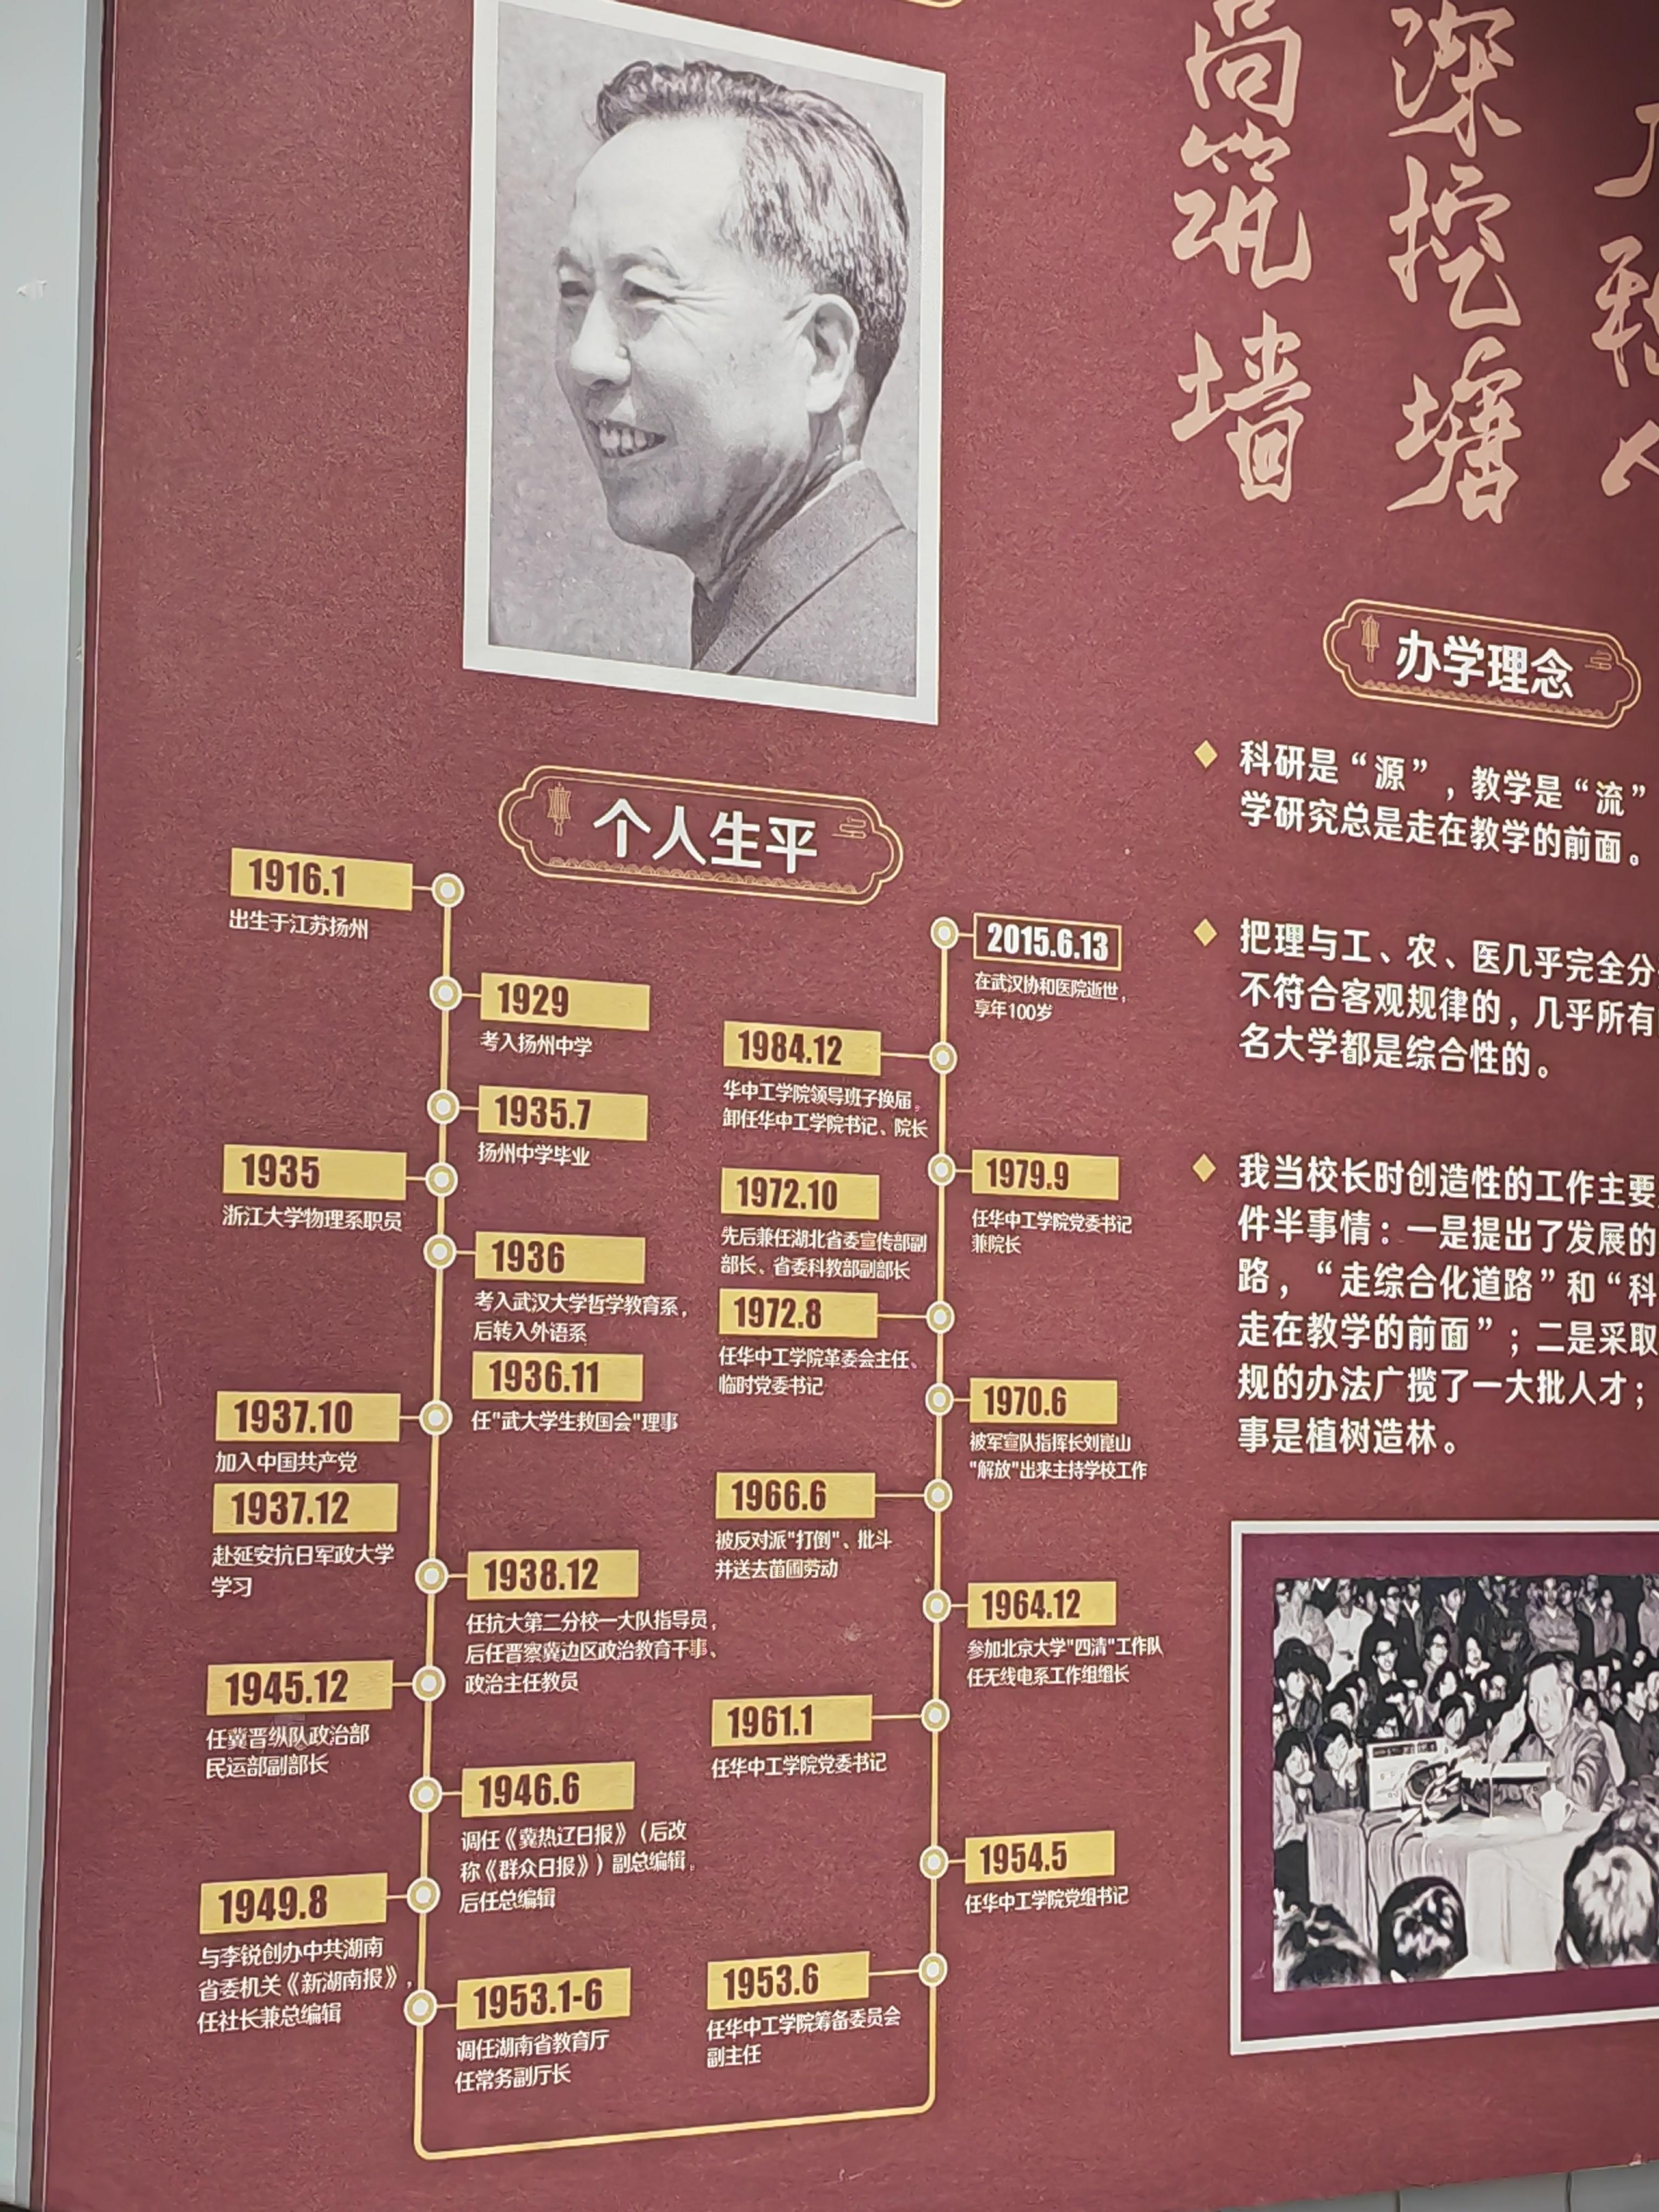 高筑墙
深挖塘
个人生平
1916.1
出生于江苏扬州
1929
考入扬州中学
1935.7
扬州中学毕业
1935
浙江大学物理系职员
1936
考入武汉大学哲学教育系，
后转入外语系
1936.11
任"武大学生救国会"理事
1937.10
加入中国共产党
1937.12
赴延安抗日军政大学
学习
1938.12
任抗大第二分校一大队指导员，
后任晋察冀边区政治教育干事、
政治主任教员
1945.12
任冀晋纵队政治部
民运部副部长
1946.6
调任《冀热辽日报》（后改
称《群众日报》）副总编辑，
后任总编辑
1949.8
与李锐创办中共湖南
省委机关《新湖南报》，
任社长兼总编辑
1953.1-6
调任湖南省教育厅
任常务副厅长
1953.6
任华中工学院筹备委员会
副主任
1954.5
任华中工学院党组书记
1961.1
任华中工学院党委书记
1964.12
参加北京大学"四清"工作队
任无线电系工作组组长
1966.6
被反对派"打倒"、批斗
并送去苗圃劳动
1970.6
被军宣队指挥长刘崑山
"解放"出来主持学校工作
1972.8
任华中工学院革委会主任、
临时党委书记
1972.10
先后兼任湖北省委宣传部副
部长、省委科教部副部长
1979.9
任华中工学院党委书记
兼院长
1984.12
华中工学院领导班子换届，
卸任华中工学院书记、院长
2015.6.13
在武汉协和医院逝世，
享年100岁
办学理念
科研是“源”，教学是“流”
学研究总是走在教学的前面。
把理与工、农、医几乎完全分
不符合客观规律的，几乎所有
名大学都是综合性的。
我当校长时创造性的工作主要
件半事情：一是提出了发展的
路，“走综合化道路”和“科
走在教学的前面”；二是采取
规的办法广揽了一大批人才；
事是植树造林。